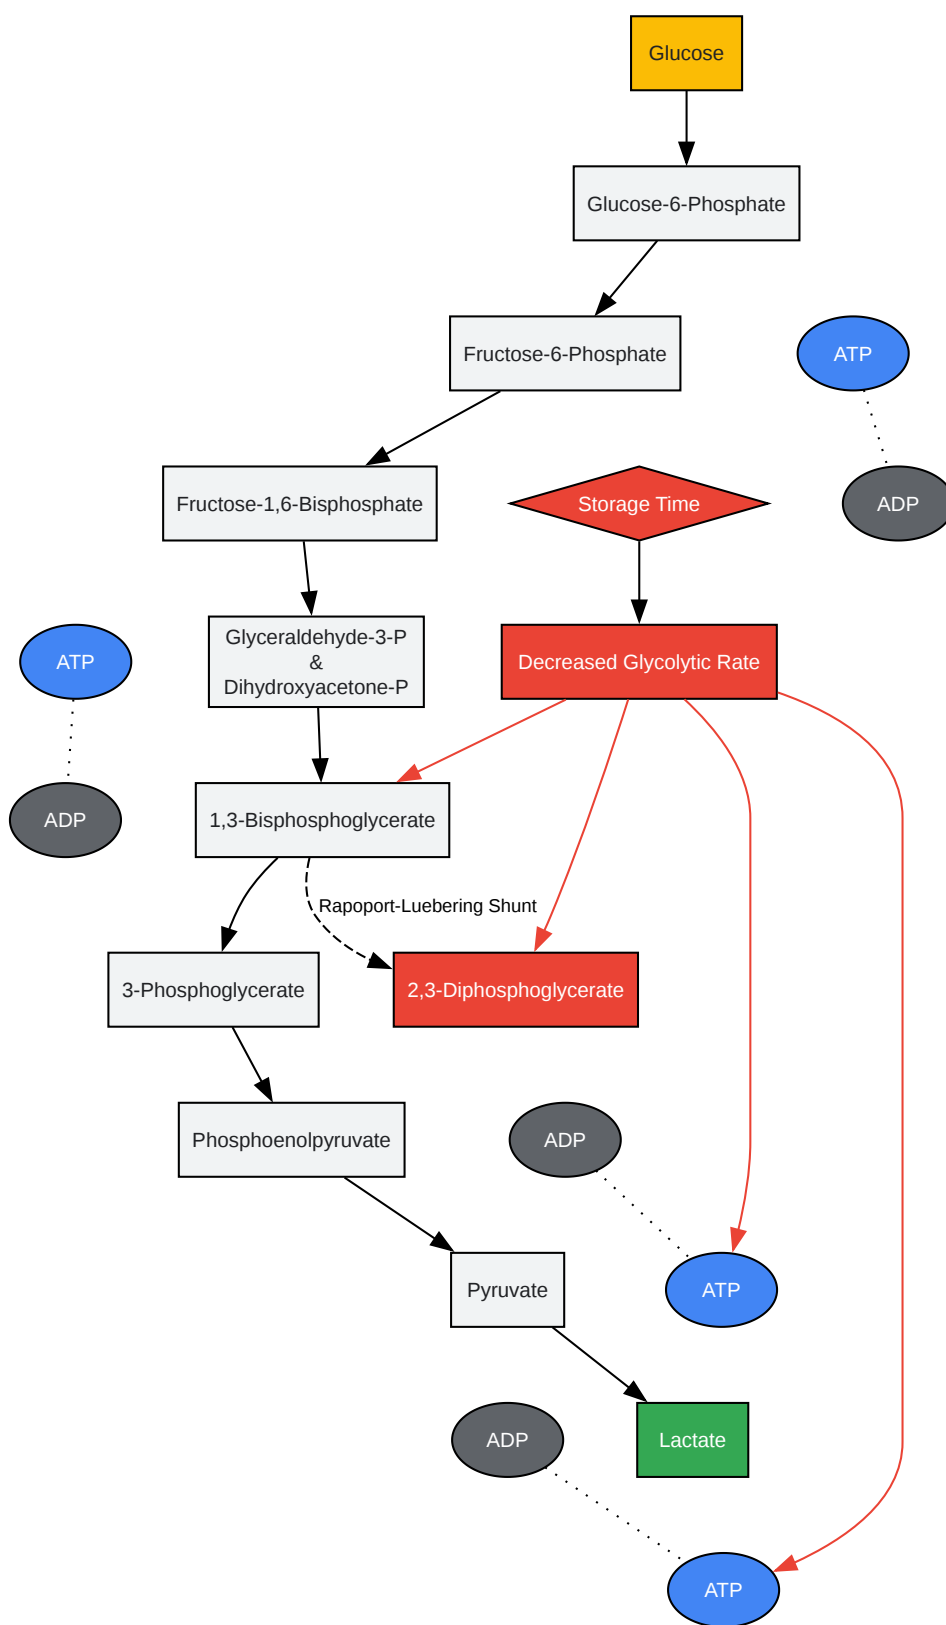 Glucose
Glucose-6-Phosphate
Fructose-6-Phosphate
ATP
Fructose-1,6-Bisphosphate
Storage Time
ADP
Glyceraldehyde-3-P
&
Dihydroxyacetone-P
ATP
Decreased Glycolytic Rate
ADP
1,3-Bisphosphoglycerate
Rapoport-Luebering Shunt
3-Phosphoglycerate
2,3-Diphosphoglycerate
Phosphoenolpyruvate
ADP
Pyruvate
ATP
ADP
Lactate
ATP